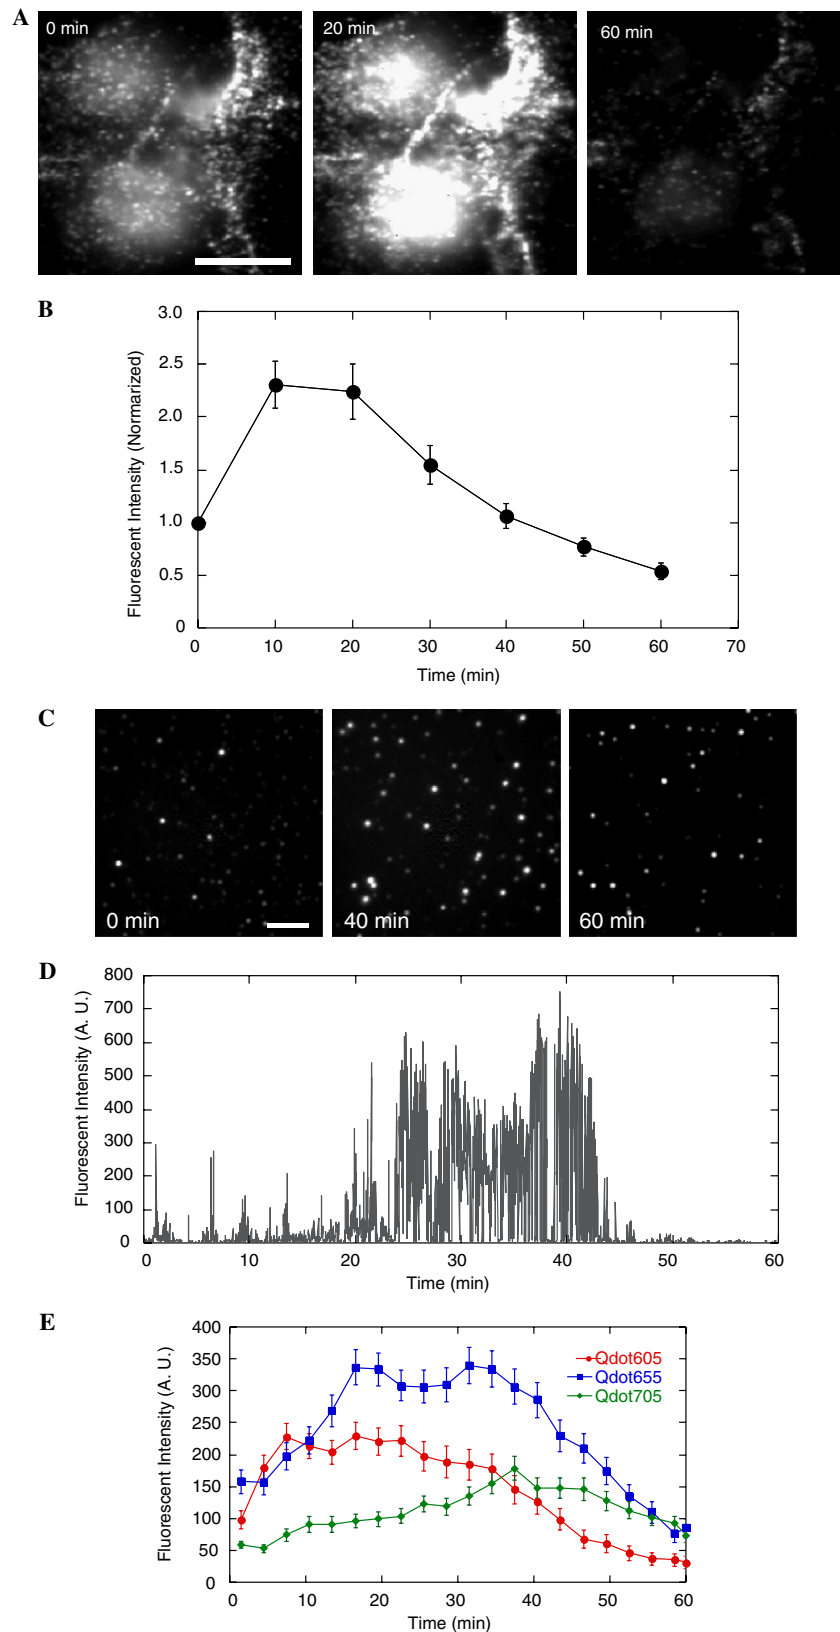 A
0 min
20 min
60 min
B
Fluorescent Intensity (Normarized)
3.0
2.5
2.0
1.5
1.0
0.5
0
0 10 20 30 40 50 60 70
Time (min)
C
0 min
40 min
60 min
D
Fluorescent Intensity (A. U.)
800
700
600
500
400
300
200
100
0
0 10 20 30 40 50 60
Time (min)
E
Fluorescent Intensity (A. U.)
400
350
300
250
200
150
100
50
0
Qdot605
Qdot655
Qdot705
0 10 20 30 40 50 60
Time (min)